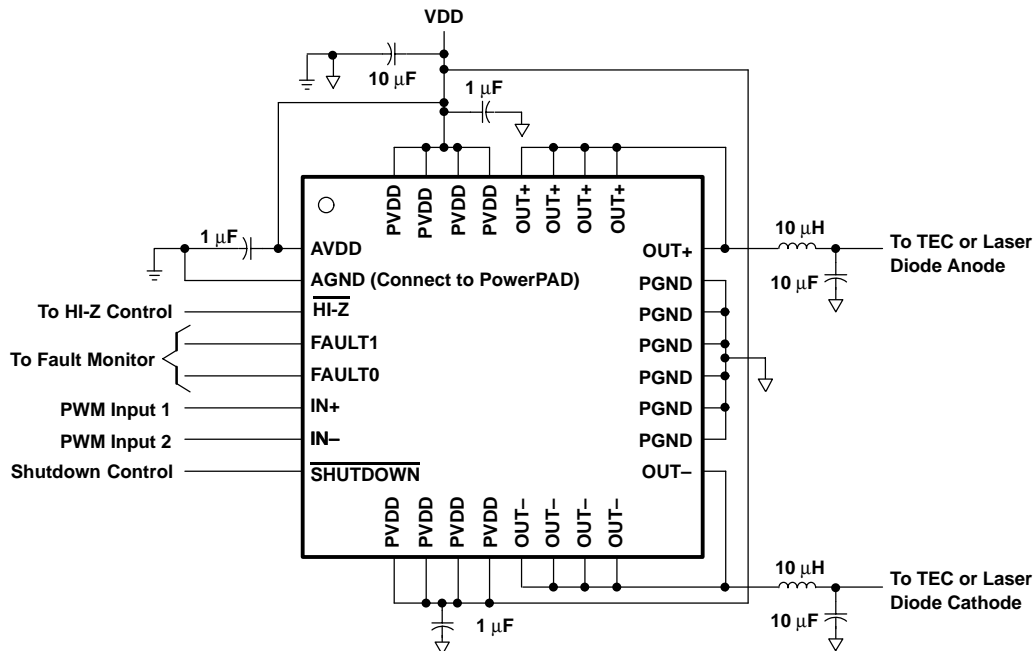 VDD
10 μF
1 μF
PVDD
PVDD
PVDD
PVDD
OUT+
OUT+
OUT+
OUT+
1 μF
AVDD
AGND (Connect to PowerPAD)
To HI-Z Control
HI-Z
To Fault Monitor
FAULT1
FAULT0
PWM Input 1
IN+
PWM Input 2
IN–
Shutdown Control
SHUTDOWN
OUT+
PGND
PGND
PGND
PGND
PGND
PGND
OUT–
10 μH
10 μF
To TEC or Laser
Diode Anode
PVDD
PVDD
PVDD
PVDD
OUT–
OUT–
OUT–
OUT–
1 μF
10 μH
10 μF
To TEC or Laser
Diode Cathode